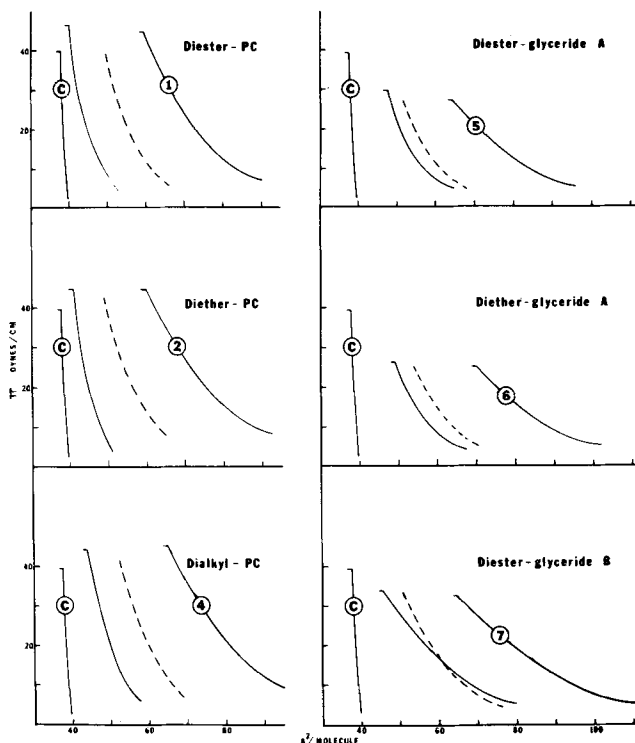 Diester - PC
Diester-glyceride A
40
20
C
1
C
5
Diether - PC
Diether-glyceride A
40
20
C
2
C
6
π DYNES/CM
Dialkyl - PC
Diester-glyceride B
40
20
C
4
C
7
40 60 80
40 60 80 100
Å²/MOLECULE